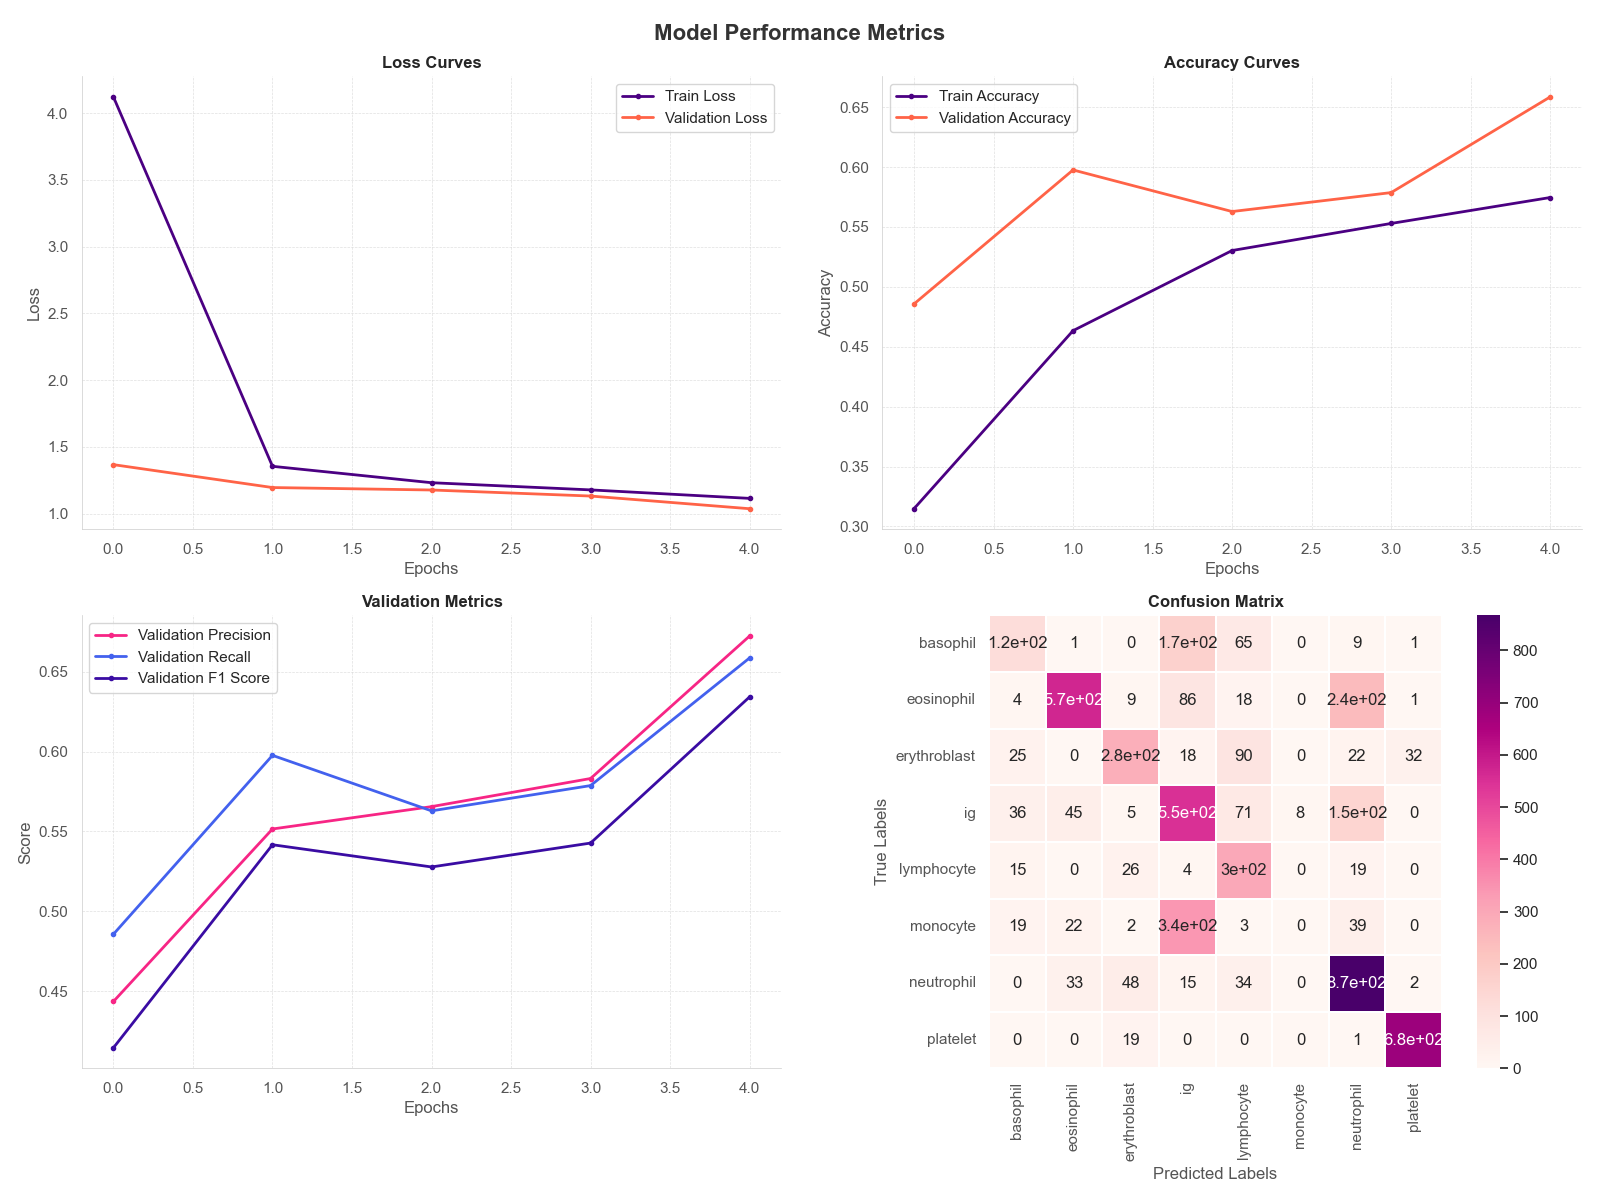 Model Performance Metrics
Loss Curves
Train Loss
Validation Loss
4.0
3.5
3.0
2.5
2.0
1.5
1.0
Loss
0.0 0.5 1.0 1.5 2.0 2.5 3.0 3.5 4.0
Epochs
Accuracy Curves
Train Accuracy
Validation Accuracy
0.65
0.60
0.55
0.50
0.45
0.40
0.35
0.30
Accuracy
0.0 0.5 1.0 1.5 2.0 2.5 3.0 3.5 4.0
Epochs
Validation Metrics
Validation Precision
Validation Recall
Validation F1 Score
0.65
0.60
0.55
0.50
0.45
Score
0.0 0.5 1.0 1.5 2.0 2.5 3.0 3.5 4.0
Epochs
Confusion Matrix
True Labels
basophil 1.2e+02 1 0 1.7e+02 65 0 9 1
eosinophil 4 5.7e+02 9 86 18 0 2.4e+02 1
erythroblast 25 0 2.8e+02 18 90 0 22 32
ig 36 45 5 5.5e+02 71 8 1.5e+02 0
lymphocyte 15 0 26 4 3e+02 0 19 0
monocyte 19 22 2 3.4e+02 3 0 39 0
neutrophil 0 33 48 15 34 0 8.7e+02 2
platelet 0 0 19 0 0 0 1 6.8e+02
basophil eosinophil erythroblast ig lymphocyte monocyte neutrophil platelet
Predicted Labels
800
700
600
500
400
300
200
100
0